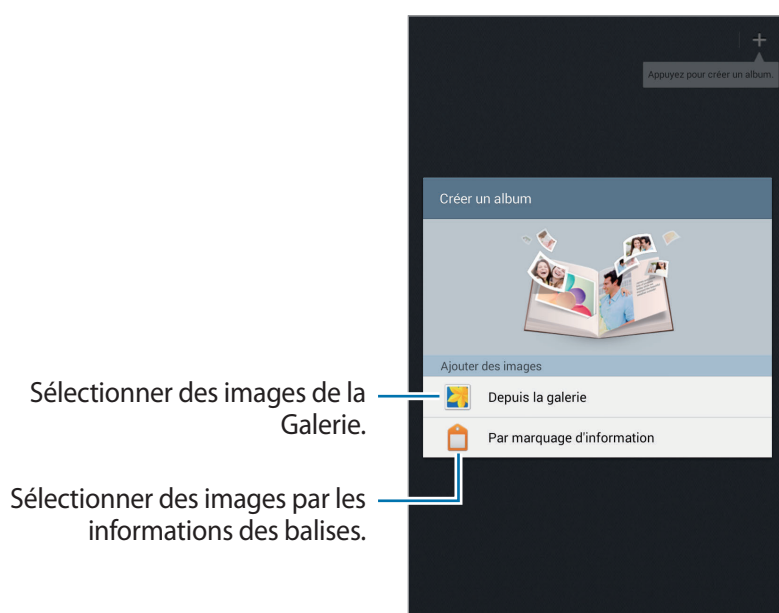 +
Appuyez pour créer un album.
Créer un album
Ajouter des images
Sélectionner des images de la
Galerie.
Depuis la galerie
Par marquage d'information
Sélectionner des images par les
informations des balises.